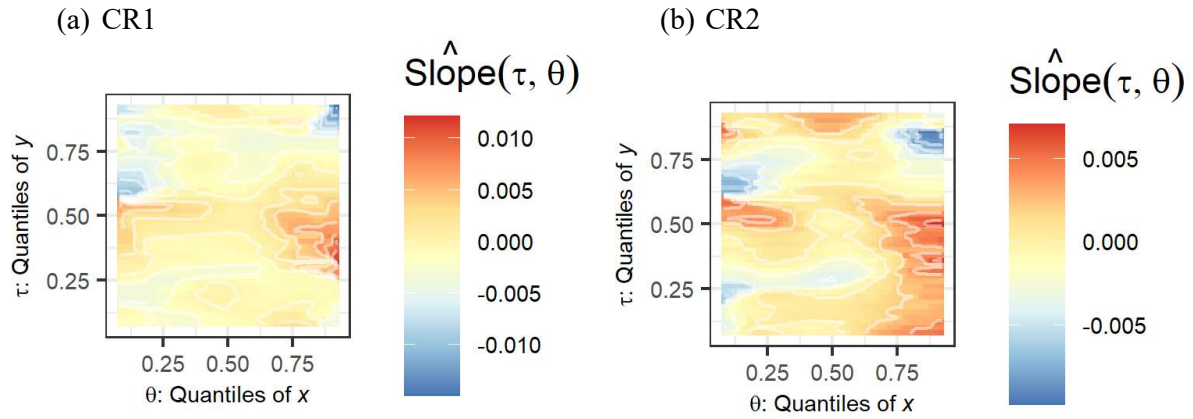 (a) CR1
(b) CR2
^
Slope(τ, θ)
0.010
0.005
0.000
-0.005
-0.010
τ: Quantiles of y
0.75
0.50
0.25
0.25 0.50 0.75
θ: Quantiles of x
^
Slope(τ, θ)
0.005
0.000
-0.005
τ: Quantiles of y
0.75
0.50
0.25
0.25 0.50 0.75
θ: Quantiles of x